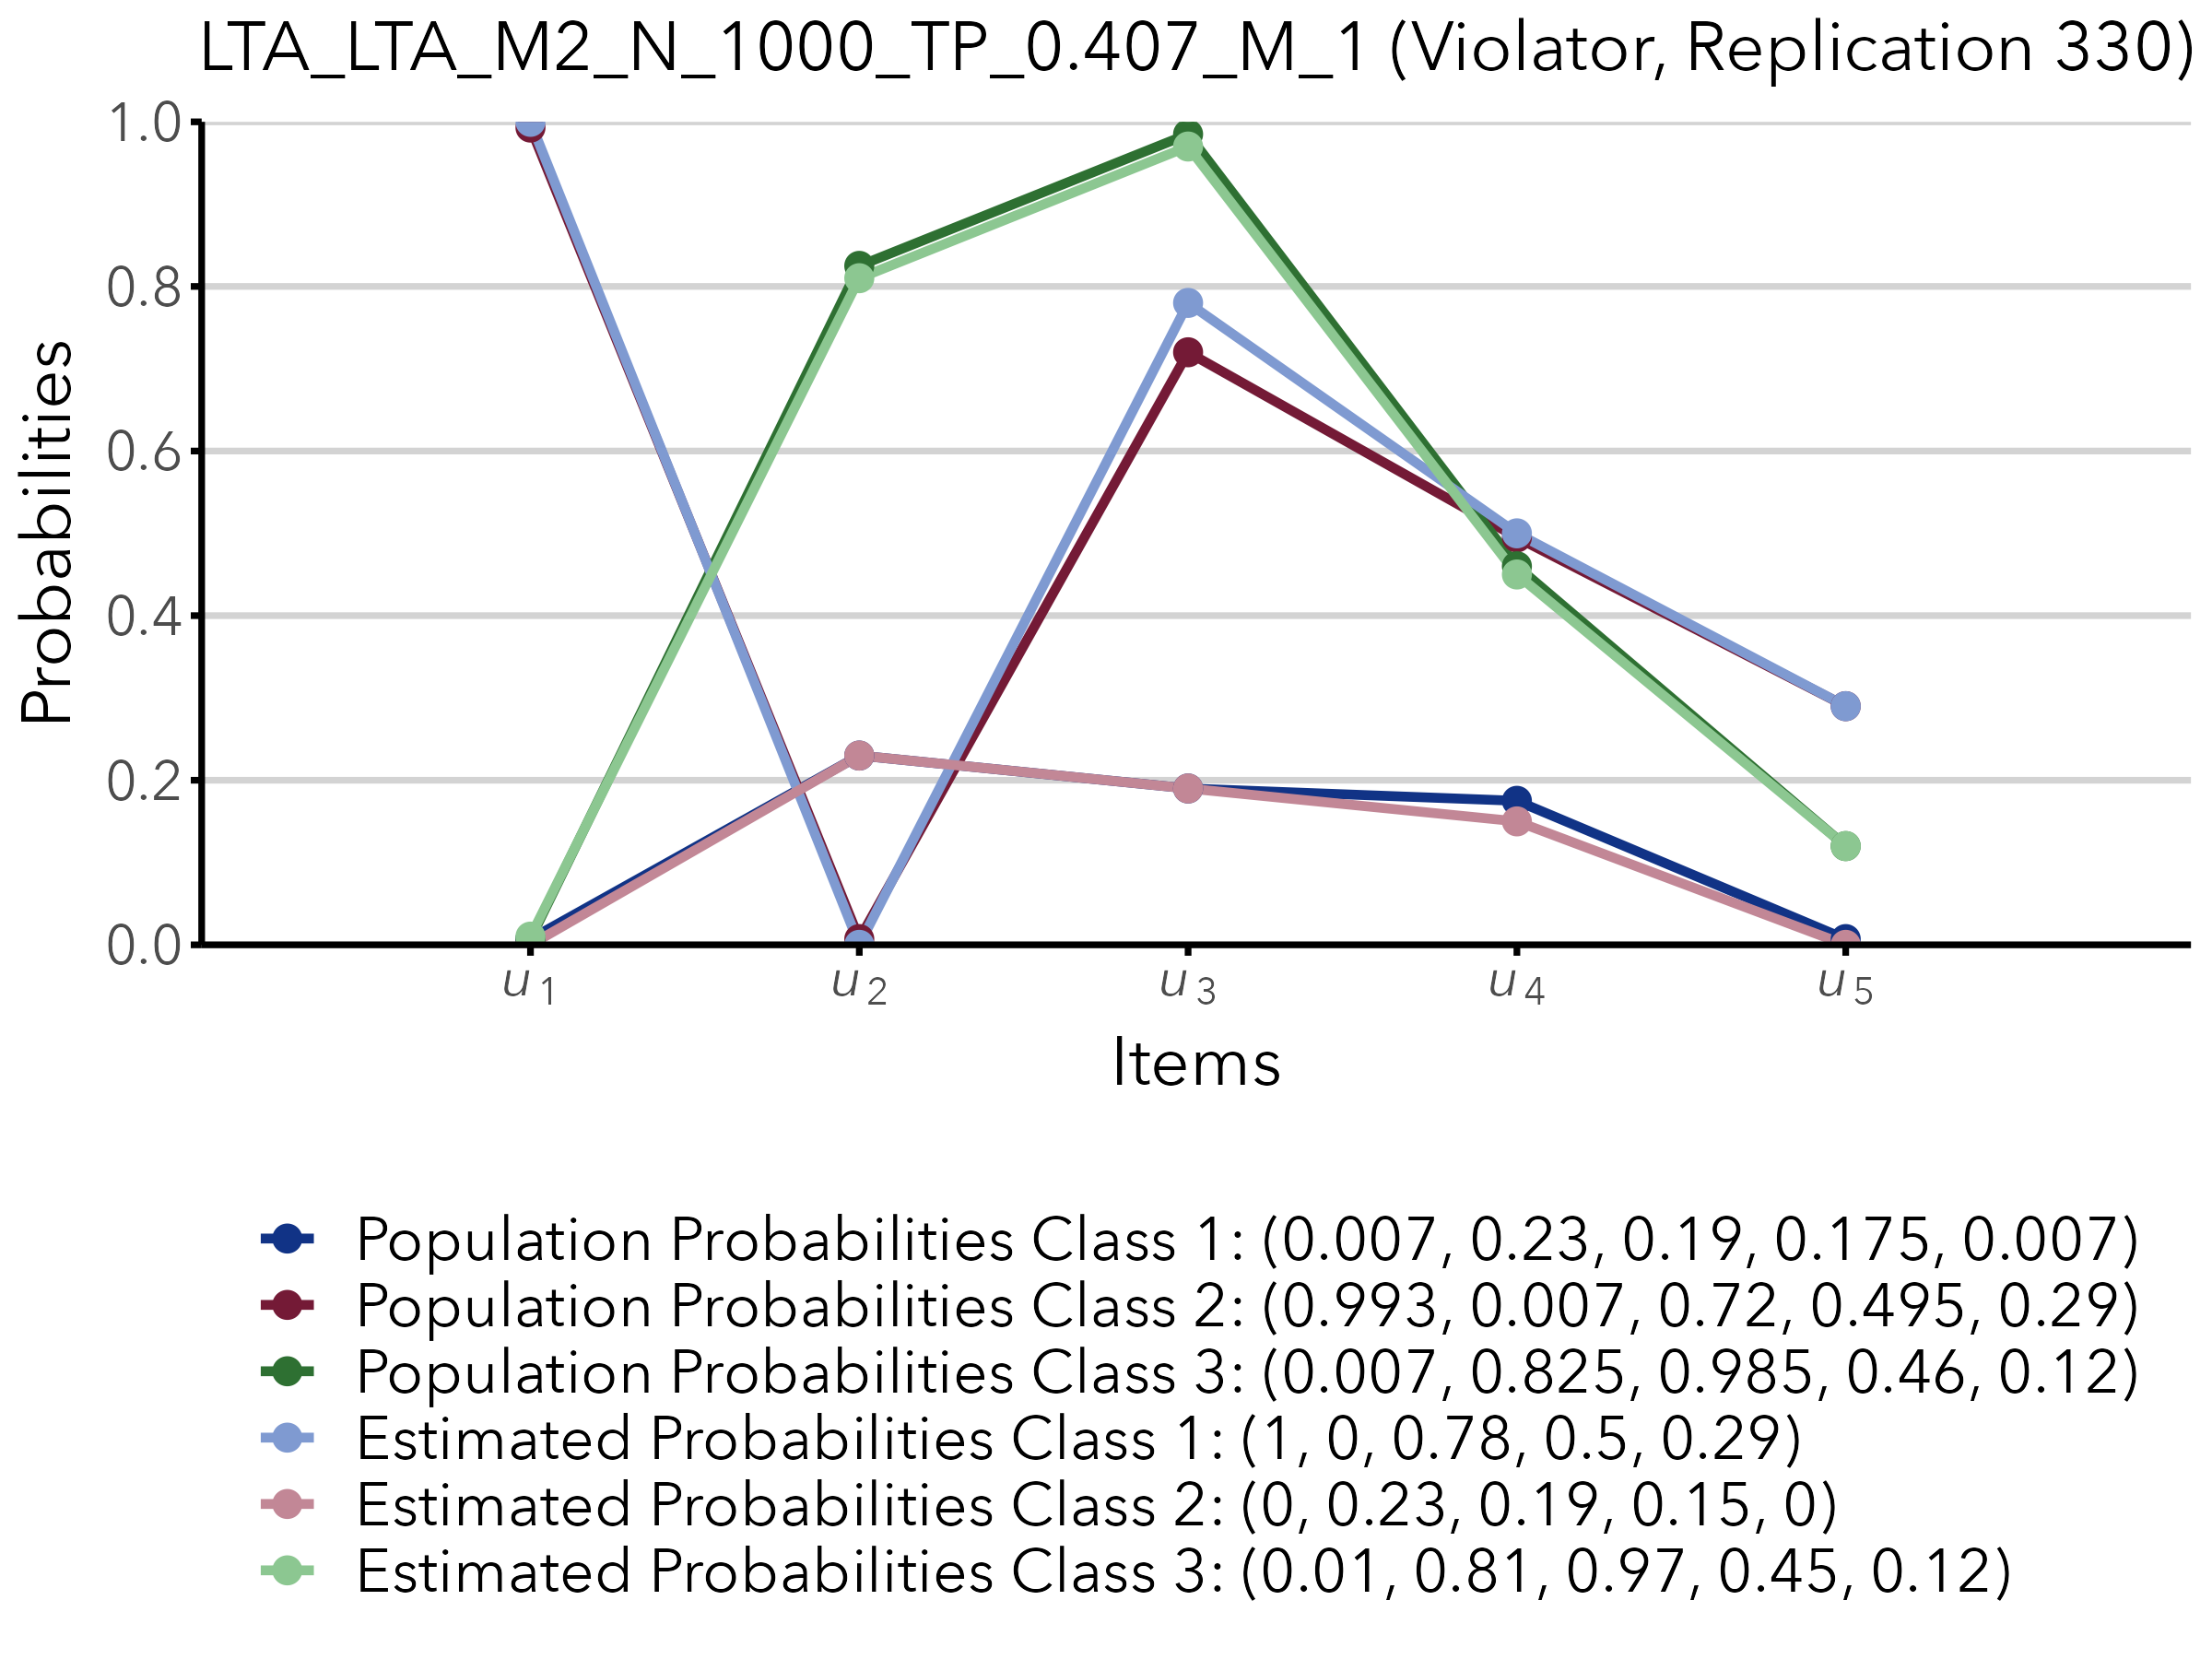 LTA_LTA_M2_N_1000_TP_0.407_M_1 (Violator, Replication 330)
1.0
0.8
0.6
0.4
0.2
0.0
Probabilities
u1
u2
u3
u4
u5
Items
Population Probabilities Class 1: (0.007, 0.23, 0.19, 0.175, 0.007)
Population Probabilities Class 2: (0.993, 0.007, 0.72, 0.495, 0.29)
Population Probabilities Class 3: (0.007, 0.825, 0.985, 0.46, 0.12)
Estimated Probabilities Class 1: (1, 0, 0.78, 0.5, 0.29)
Estimated Probabilities Class 2: (0, 0.23, 0.19, 0.15, 0)
Estimated Probabilities Class 3: (0.01, 0.81, 0.97, 0.45, 0.12)